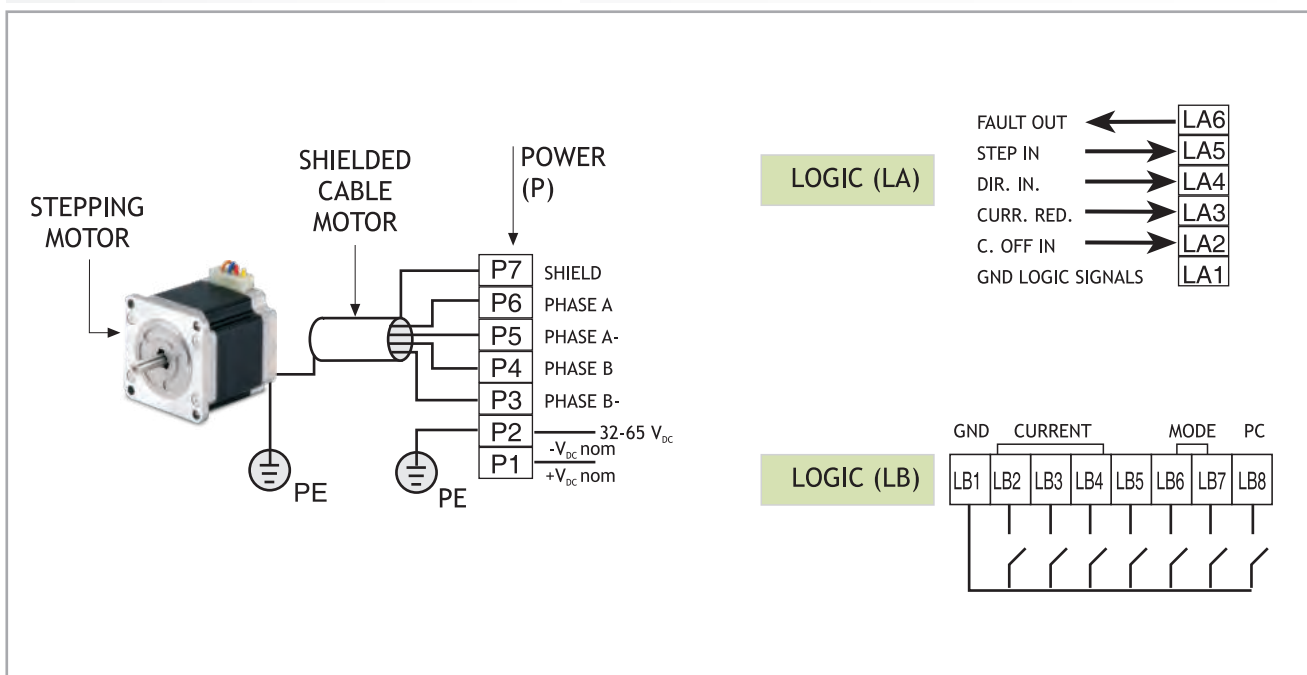 STEPPING
MOTOR
SHIELDED
CABLE
MOTOR
POWER
(P)
P7 SHIELD
P6 PHASE A
P5 PHASE A-
P4 PHASE B
P3 PHASE B-
P2 32-65 VDC
-VDC nom
P1 +VDC nom
PE
PE
LOGIC (LA)
FAULT OUT LA6
STEP IN LA5
DIR. IN. LA4
CURR. RED. LA3
C. OFF IN LA2
GND LOGIC SIGNALS LA1
LOGIC (LB)
GND CURRENT MODE PC
LB1 LB2 LB3 LB4 LB5 LB6 LB7 LB8